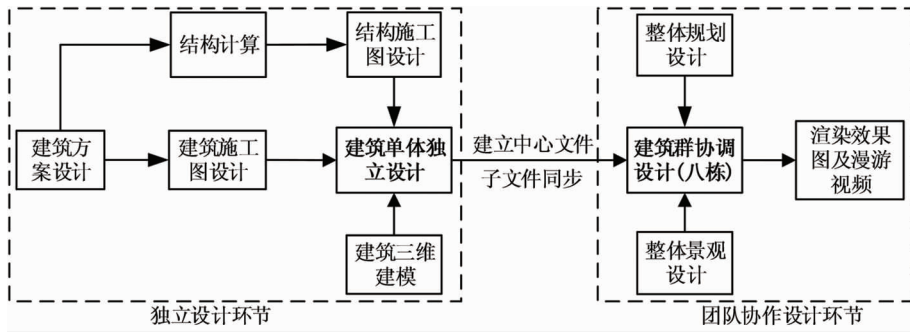 结构计算
结构施工
图设计
整体规划
设计
建筑方
案设计
建筑施工
图设计
建筑单体独
立设计
建立中心文件
子文件同步
建筑群协调
设计(八栋)
渲染效果
图及漫游
视频
建筑三维
建模
整体景观
设计
独立设计环节
团队协作设计环节